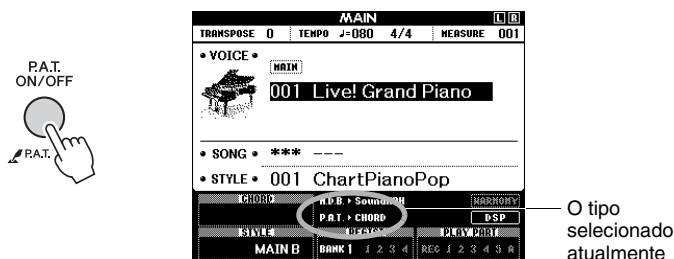 MAIN L R
TRANSPOSE 0 TEMPO ♩=080 4/4 MEASURE 001
P.A.T.
ON/OFF
P.A.T.
• VOICE •
MAIN
001 Live! Grand Piano
• SONG • *** ---
• STYLE • 001 ChartPianoPop
CHORD H.D.B. ▸ HARMONY
P.A.T. ▸ CHORD DSP
STYLE REGIST PLAY PART
MAIN B BANK 1 1 2 3 4 REC 1 2 3 4 5 A
O tipo
selecionado
atualmente